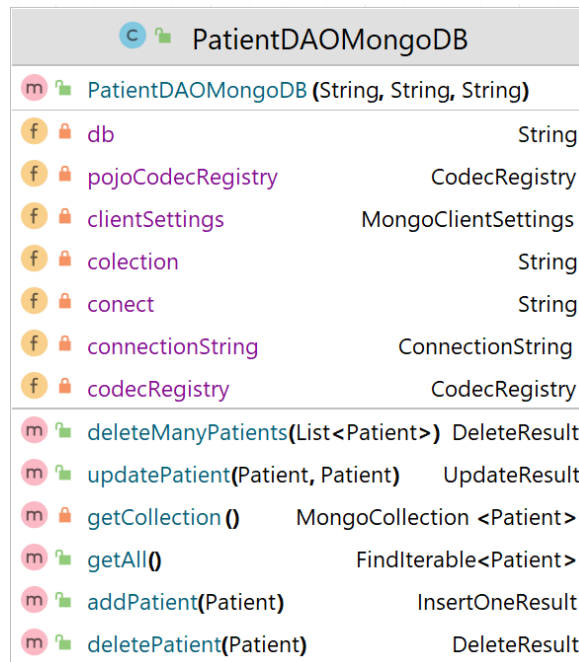 C PatientDAOMongoDB
m PatientDAOMongoDB(String, String, String)
f db String
f pojoCodecRegistry CodecRegistry
f clientSettings MongoClientSettings
f colection String
f conect String
f connectionString ConnectionString
f codecRegistry CodecRegistry
m deleteManyPatients(List<Patient>) DeleteResult
m updatePatient(Patient, Patient) UpdateResult
m getCollection() MongoCollection <Patient>
m getAll() FindIterable<Patient>
m addPatient(Patient) InsertOneResult
m deletePatient(Patient) DeleteResult